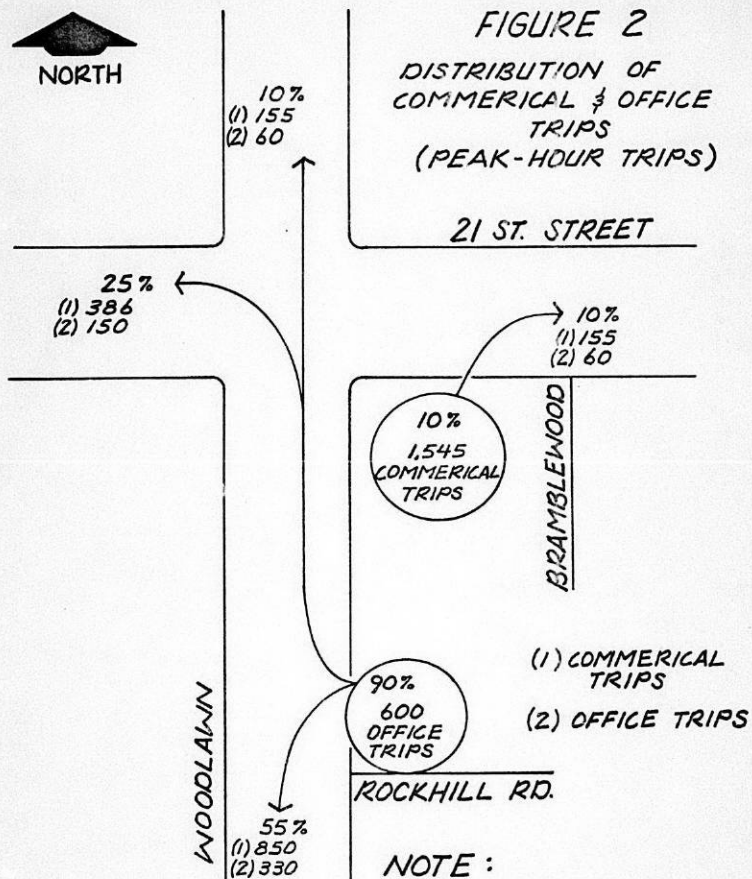 NORTH
FIGURE 2
DISTRIBUTION OF
COMMERICAL & OFFICE
TRIPS
(PEAK-HOUR TRIPS)
10%
(1) 155
(2) 60
21 ST. STREET
25%
(1) 386
(2) 150
10%
(1) 155
(2) 60
10%
1,545
COMMERICAL
TRIPS
BRAMBLEWOOD
(1) COMMERICAL
TRIPS
(2) OFFICE TRIPS
90%
600
OFFICE
TRIPS
WOODLAWN
ROCKHILL RD.
55%
(1) 850
(2) 330
NOTE :